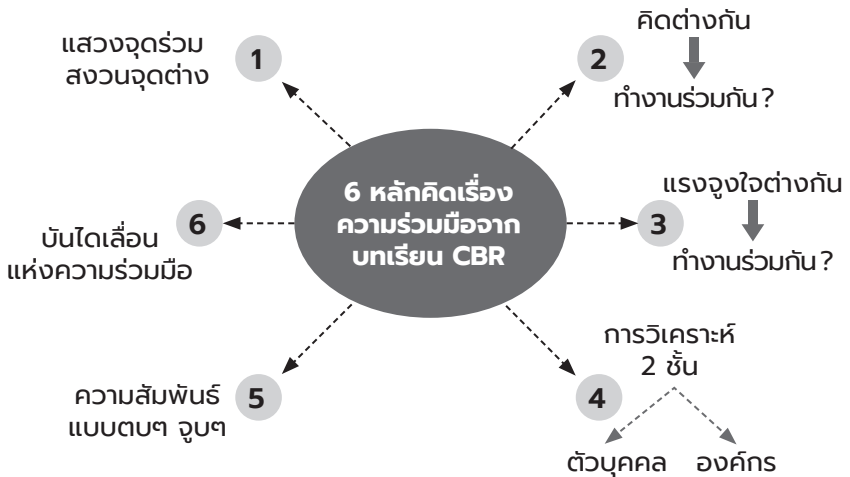 6 หลักคิดเรื่อง
ความร่วมมือจาก
บทเรียน CBR
1
แสวงจุดร่วม
สงวนจุดต่าง
2
คิดต่างกัน
ทำงานร่วมกัน?
3
แรงจูงใจต่างกัน
ทำงานร่วมกัน?
4
การวิเคราะห์
2 ชั้น
ตัวบุคคล องค์กร
5
ความสัมพันธ์
แบบตบๆ จูบๆ
6
บันไดเลื่อน
แห่งความร่วมมือ